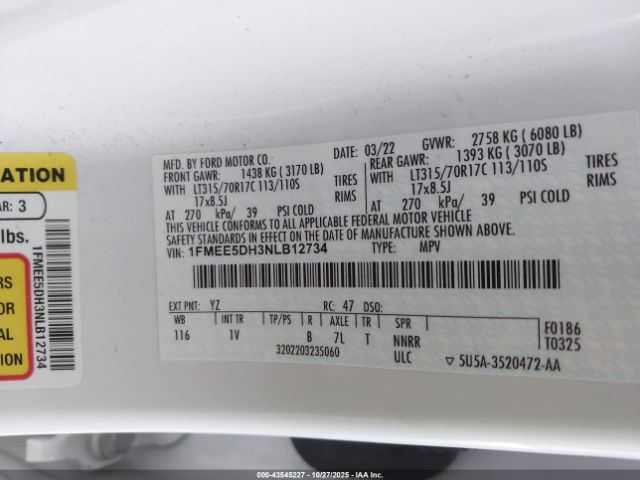 MFD. BY FORD MOTOR CO.
DATE: 03/22 GVWR: 2758 KG ( 6080 LB)
FRONT GAWR: 1438 KG ( 3170 LB)
REAR GAWR: 1393 KG ( 3070 LB)
WITH LT315/70R17C 113/110S TIRES
WITH LT315/70R17C 113/110S TIRES
17x8.5J RIMS
17x8.5J RIMS
AT 270 kPa/ 39 PSI COLD
AT 270 kPa/ 39 PSI COLD
THIS VEHICLE CONFORMS TO ALL APPLICABLE FEDERAL MOTOR VEHICLE
SAFETY STANDARDS IN EFFECT ON THE DATE OF MANUFACTURE SHOWN ABOVE.
VIN: 1FMEE5DH3NLB12734 TYPE: MPV
EXT PNT: YZ RC: 47 DSO:
WB INT TR TP/PS R AXLE TR SPR
116 1V B 7L T NNRR
3202203235060 ULC
F0186
T0325
5U5A-3520472-AA
ATION
AR: 3
lbs.
1FMEE5DH3NLB12734
RS
OR
AL
N
000-43545227 - 10/27/2025 - IAAI.COM